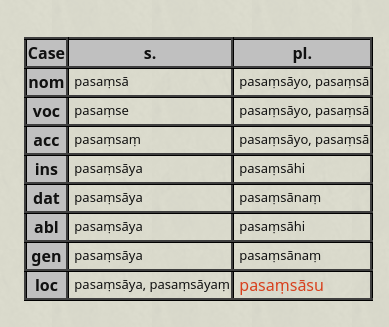 Case s. pl.
nom pasaṃsā pasaṃsāyo, pasaṃsā
voc pasaṃse pasaṃsāyo, pasaṃsā
acc pasaṃsaṃ pasaṃsāyo, pasaṃsā
ins pasaṃsāya pasaṃsāhi
dat pasaṃsāya pasaṃsānaṃ
abl pasaṃsāya pasaṃsāhi
gen pasaṃsāya pasaṃsānaṃ
loc pasaṃsāya, pasaṃsāyaṃ pasaṃsāsu